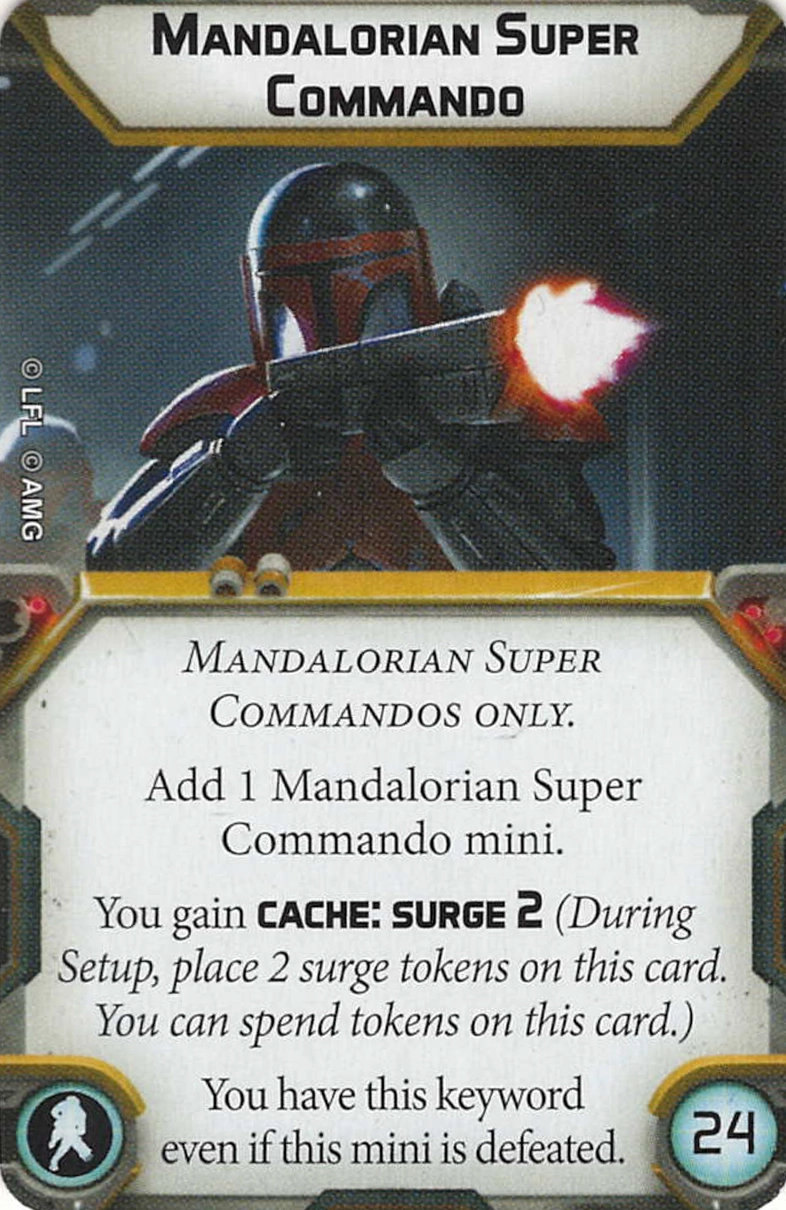 Mandalorian Super
Commando
© LFL © AMG
Mandalorian Super
Commandos only.
Add 1 Mandalorian Super
Commando mini.
You gain CACHE: SURGE 2 (During
Setup, place 2 surge tokens on this card.
You can spend tokens on this card.)
You have this keyword
even if this mini is defeated.
24